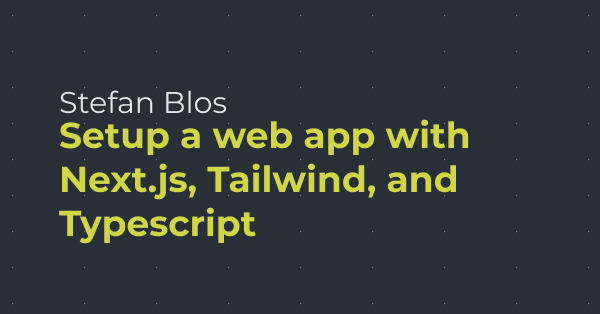 Stefan Blos
Setup a web app with
Next.js, Tailwind, and
Typescript